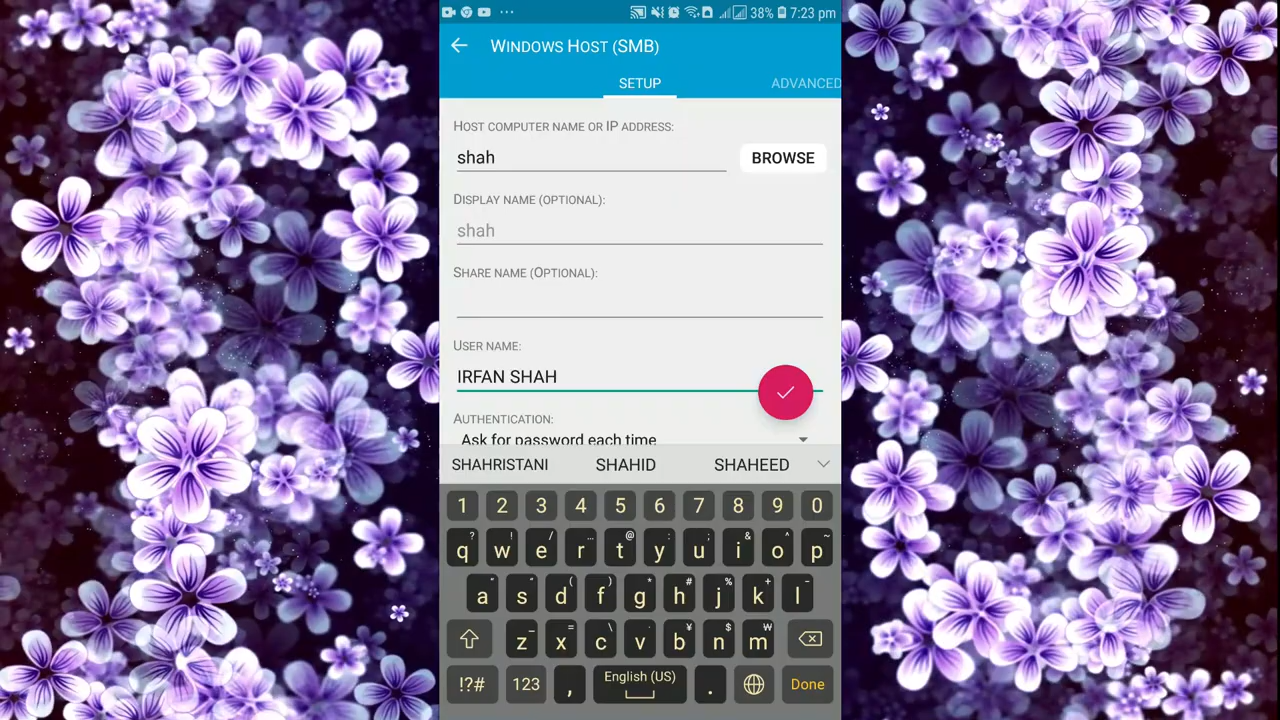 38% 7:23 pm
WINDOWS HOST (SMB)
SETUP ADVANCED
HOST COMPUTER NAME OR IP ADDRESS:
shah BROWSE
DISPLAY NAME (OPTIONAL):
shah
SHARE NAME (OPTIONAL):
USER NAME:
IRFAN SHAH
AUTHENTICATION:
Ask for password each time
SHAHRISTANI SHAHID SHAHEED
1 2 3 4 5 6 7 8 9 0
q w e r t y u i o p
a s d f g h j k l
z x c v b n m
!?# 123 , English (US) . Done